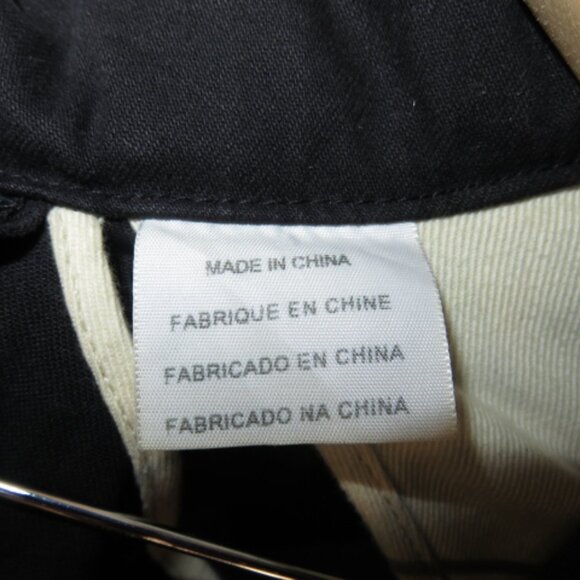 MADE IN CHINA
FABRIQUE EN CHINE
FABRICADO EN CHINA
FABRICADO NA CHINA